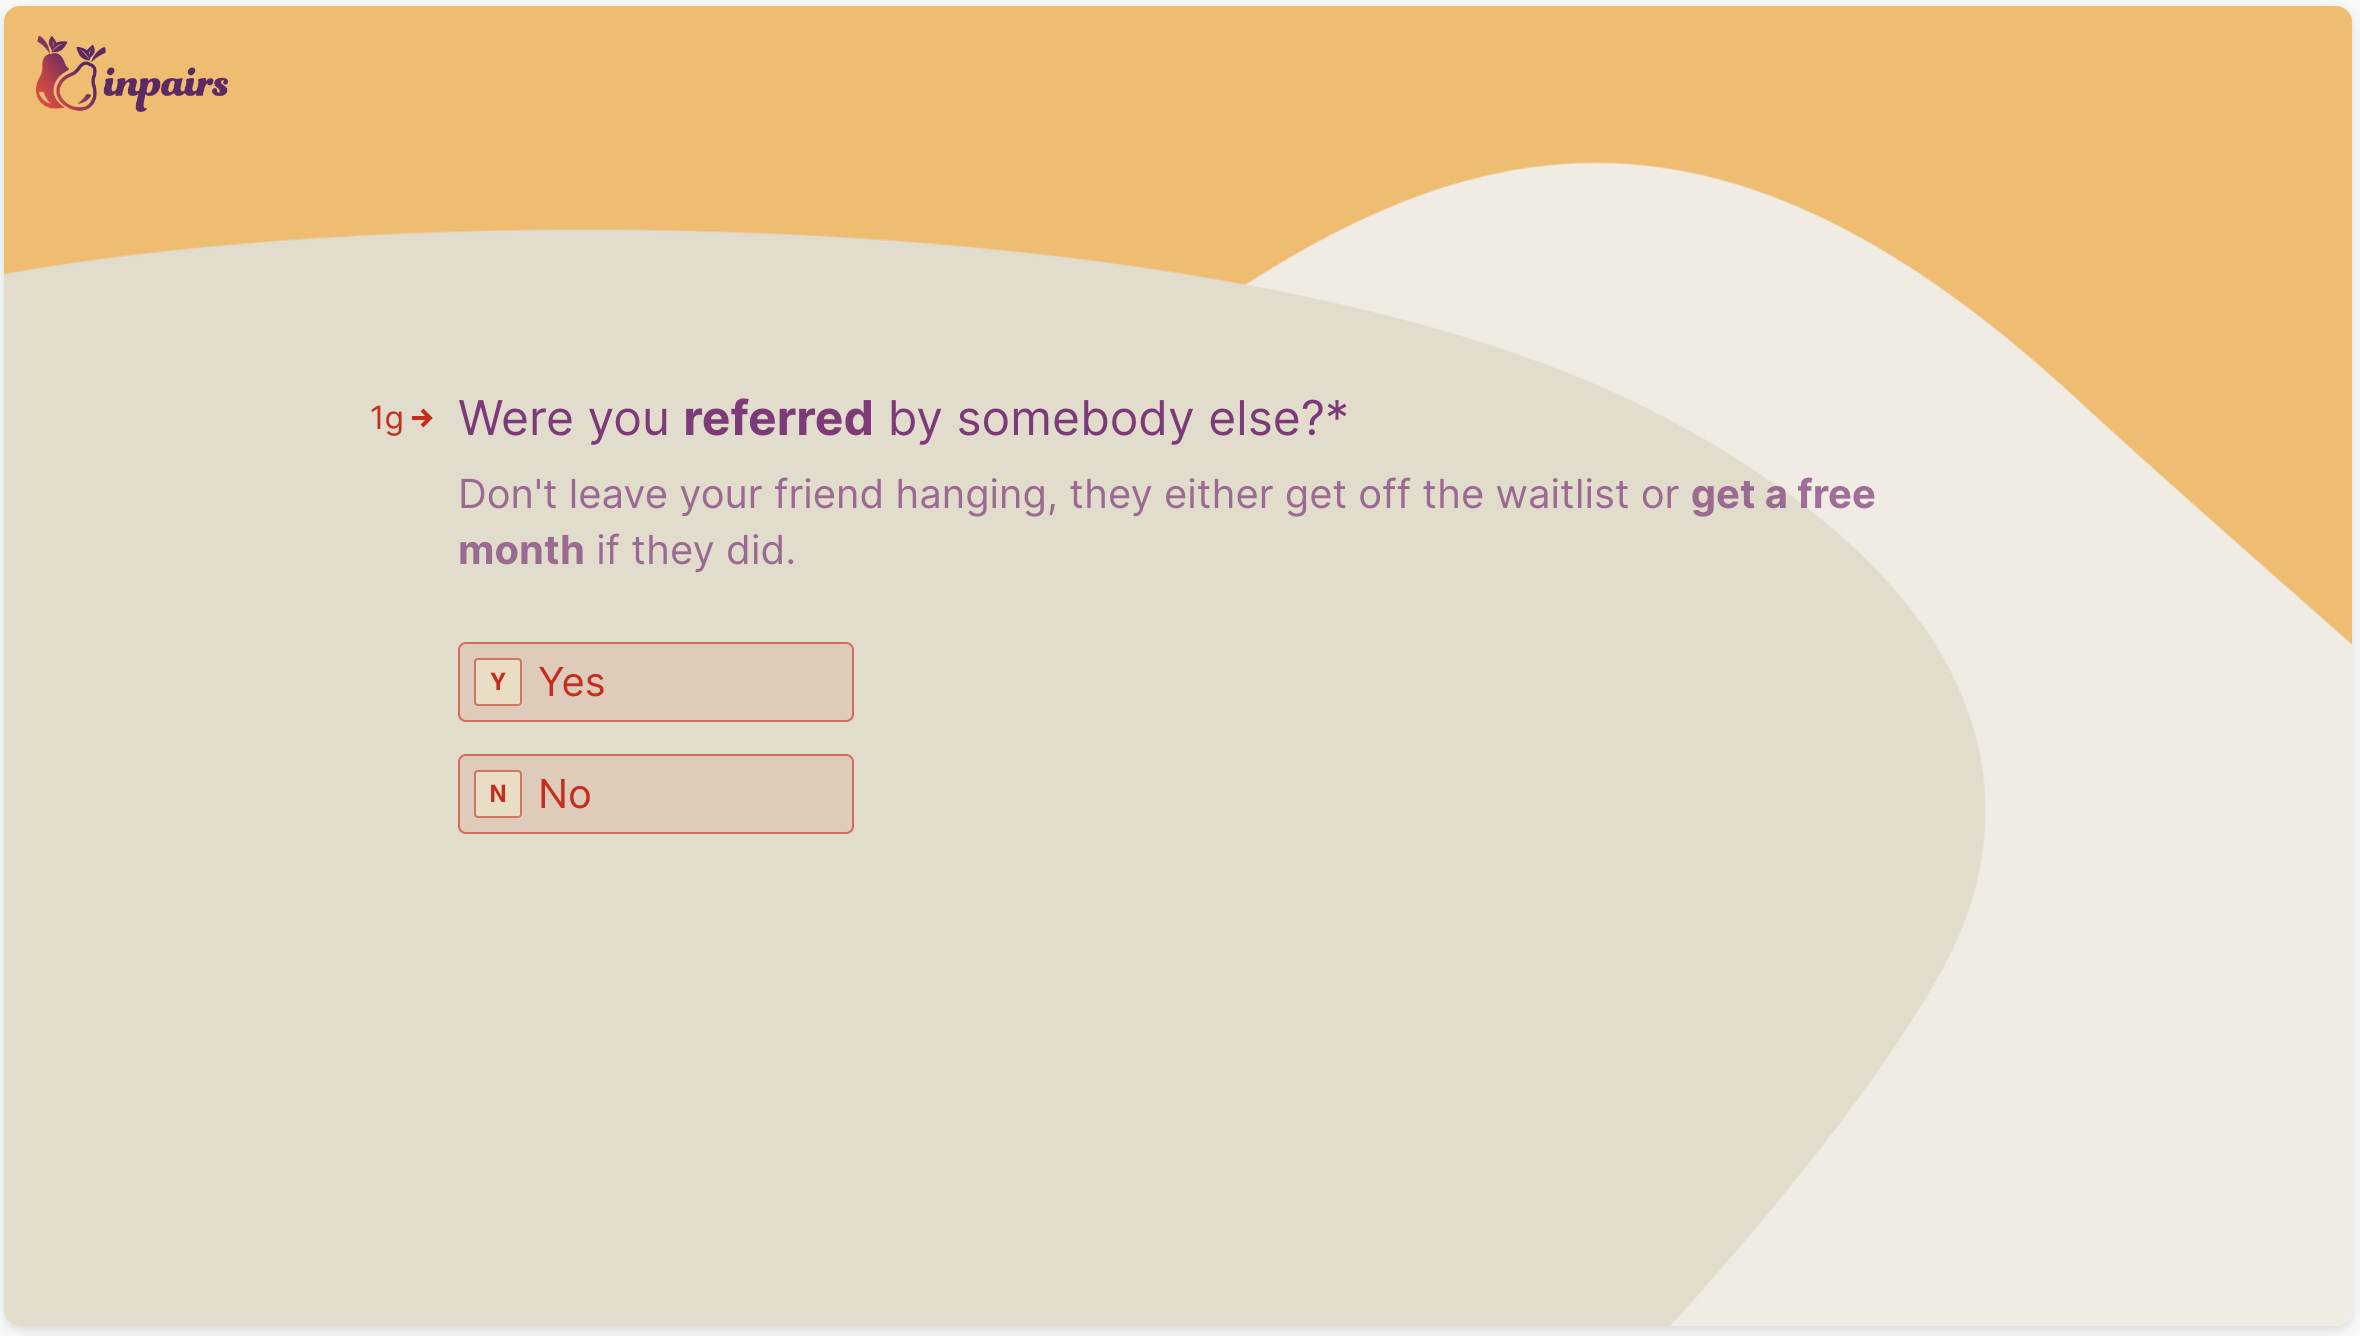 inpairs
1g→ Were you referred by somebody else?*
Don't leave your friend hanging, they either get off the waitlist or get a free
month if they did.
Y Yes
N No